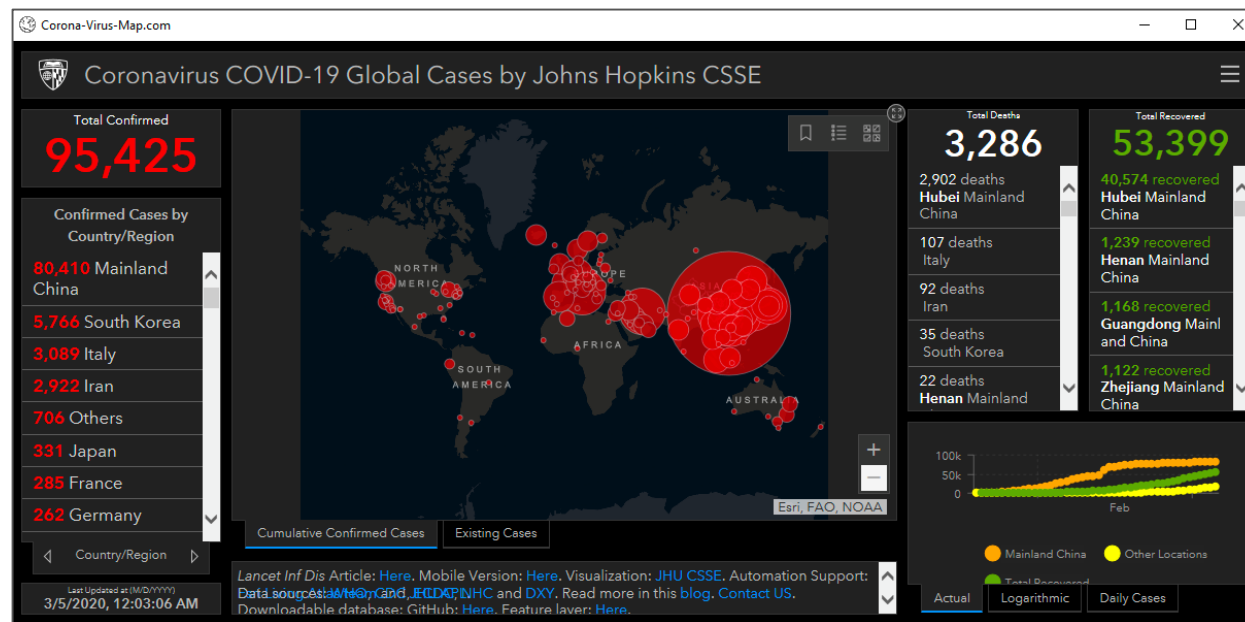 Corona-Virus-Map.com
Coronavirus COVID-19 Global Cases by Johns Hopkins CSSE
Total Confirmed
95,425
Confirmed Cases by
Country/Region
80,410 Mainland
China
5,766 South Korea
3,089 Italy
2,922 Iran
706 Others
331 Japan
285 France
262 Germany
Country/Region
Last Updated at (M/D/YYYY)
3/5/2020, 12:03:06 AM
NORTH
AMERICA
SOUTH
AMERICA
EUROPE
AFRICA
ASIA
AUSTRALIA
Esri, FAO, NOAA
Cumulative Confirmed Cases
Existing Cases
Lancet Inf Dis Article: Here. Mobile Version: Here. Visualization: JHU CSSE. Automation Support:
Data sources: and DXY. Read more in this blog. Contact US.
Downloadable database: GitHub: Here. Feature layer: Here.
Total Deaths
3,286
2,902 deaths
Hubei Mainland
China
107 deaths
Italy
92 deaths
Iran
35 deaths
South Korea
22 deaths
Henan Mainland
Total Recovered
53,399
40,574 recovered
Hubei Mainland
China
1,239 recovered
Henan Mainland
China
1,168 recovered
Guangdong Mainl
and China
1,122 recovered
Zhejiang Mainland
China
100k
50k
0
Feb
Mainland China
Other Locations
Total Recovered
Actual
Logarithmic
Daily Cases